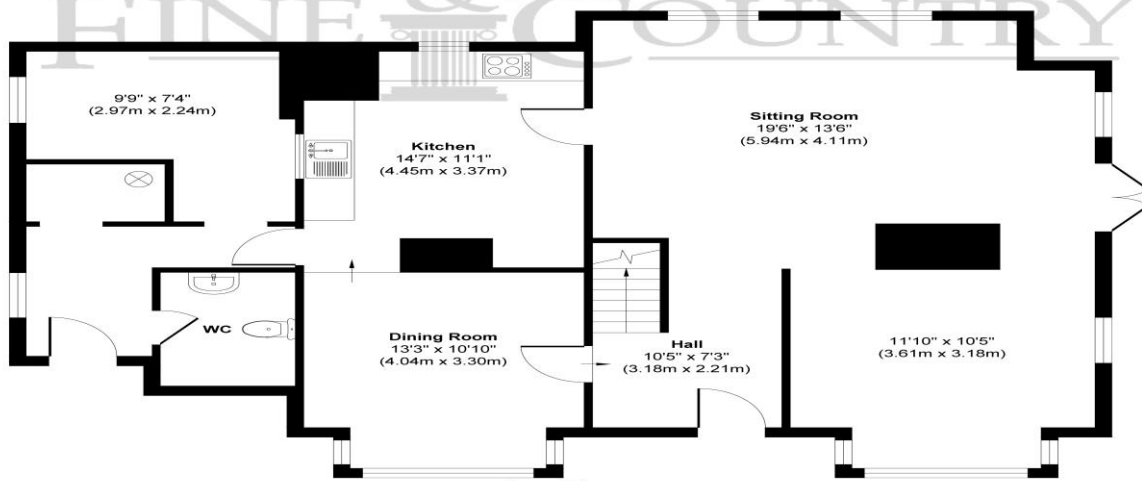 FINE & COUNTRY
9'9" x 7'4"
(2.97m x 2.24m)
Kitchen
14'7" x 11'1"
(4.45m x 3.37m)
Sitting Room
19'6" x 13'6"
(5.94m x 4.11m)
WC
Dining Room
13'3" x 10'10"
(4.04m x 3.30m)
Hall
10'5" x 7'3"
(3.18m x 2.21m)
11'10" x 10'5"
(3.61m x 3.18m)